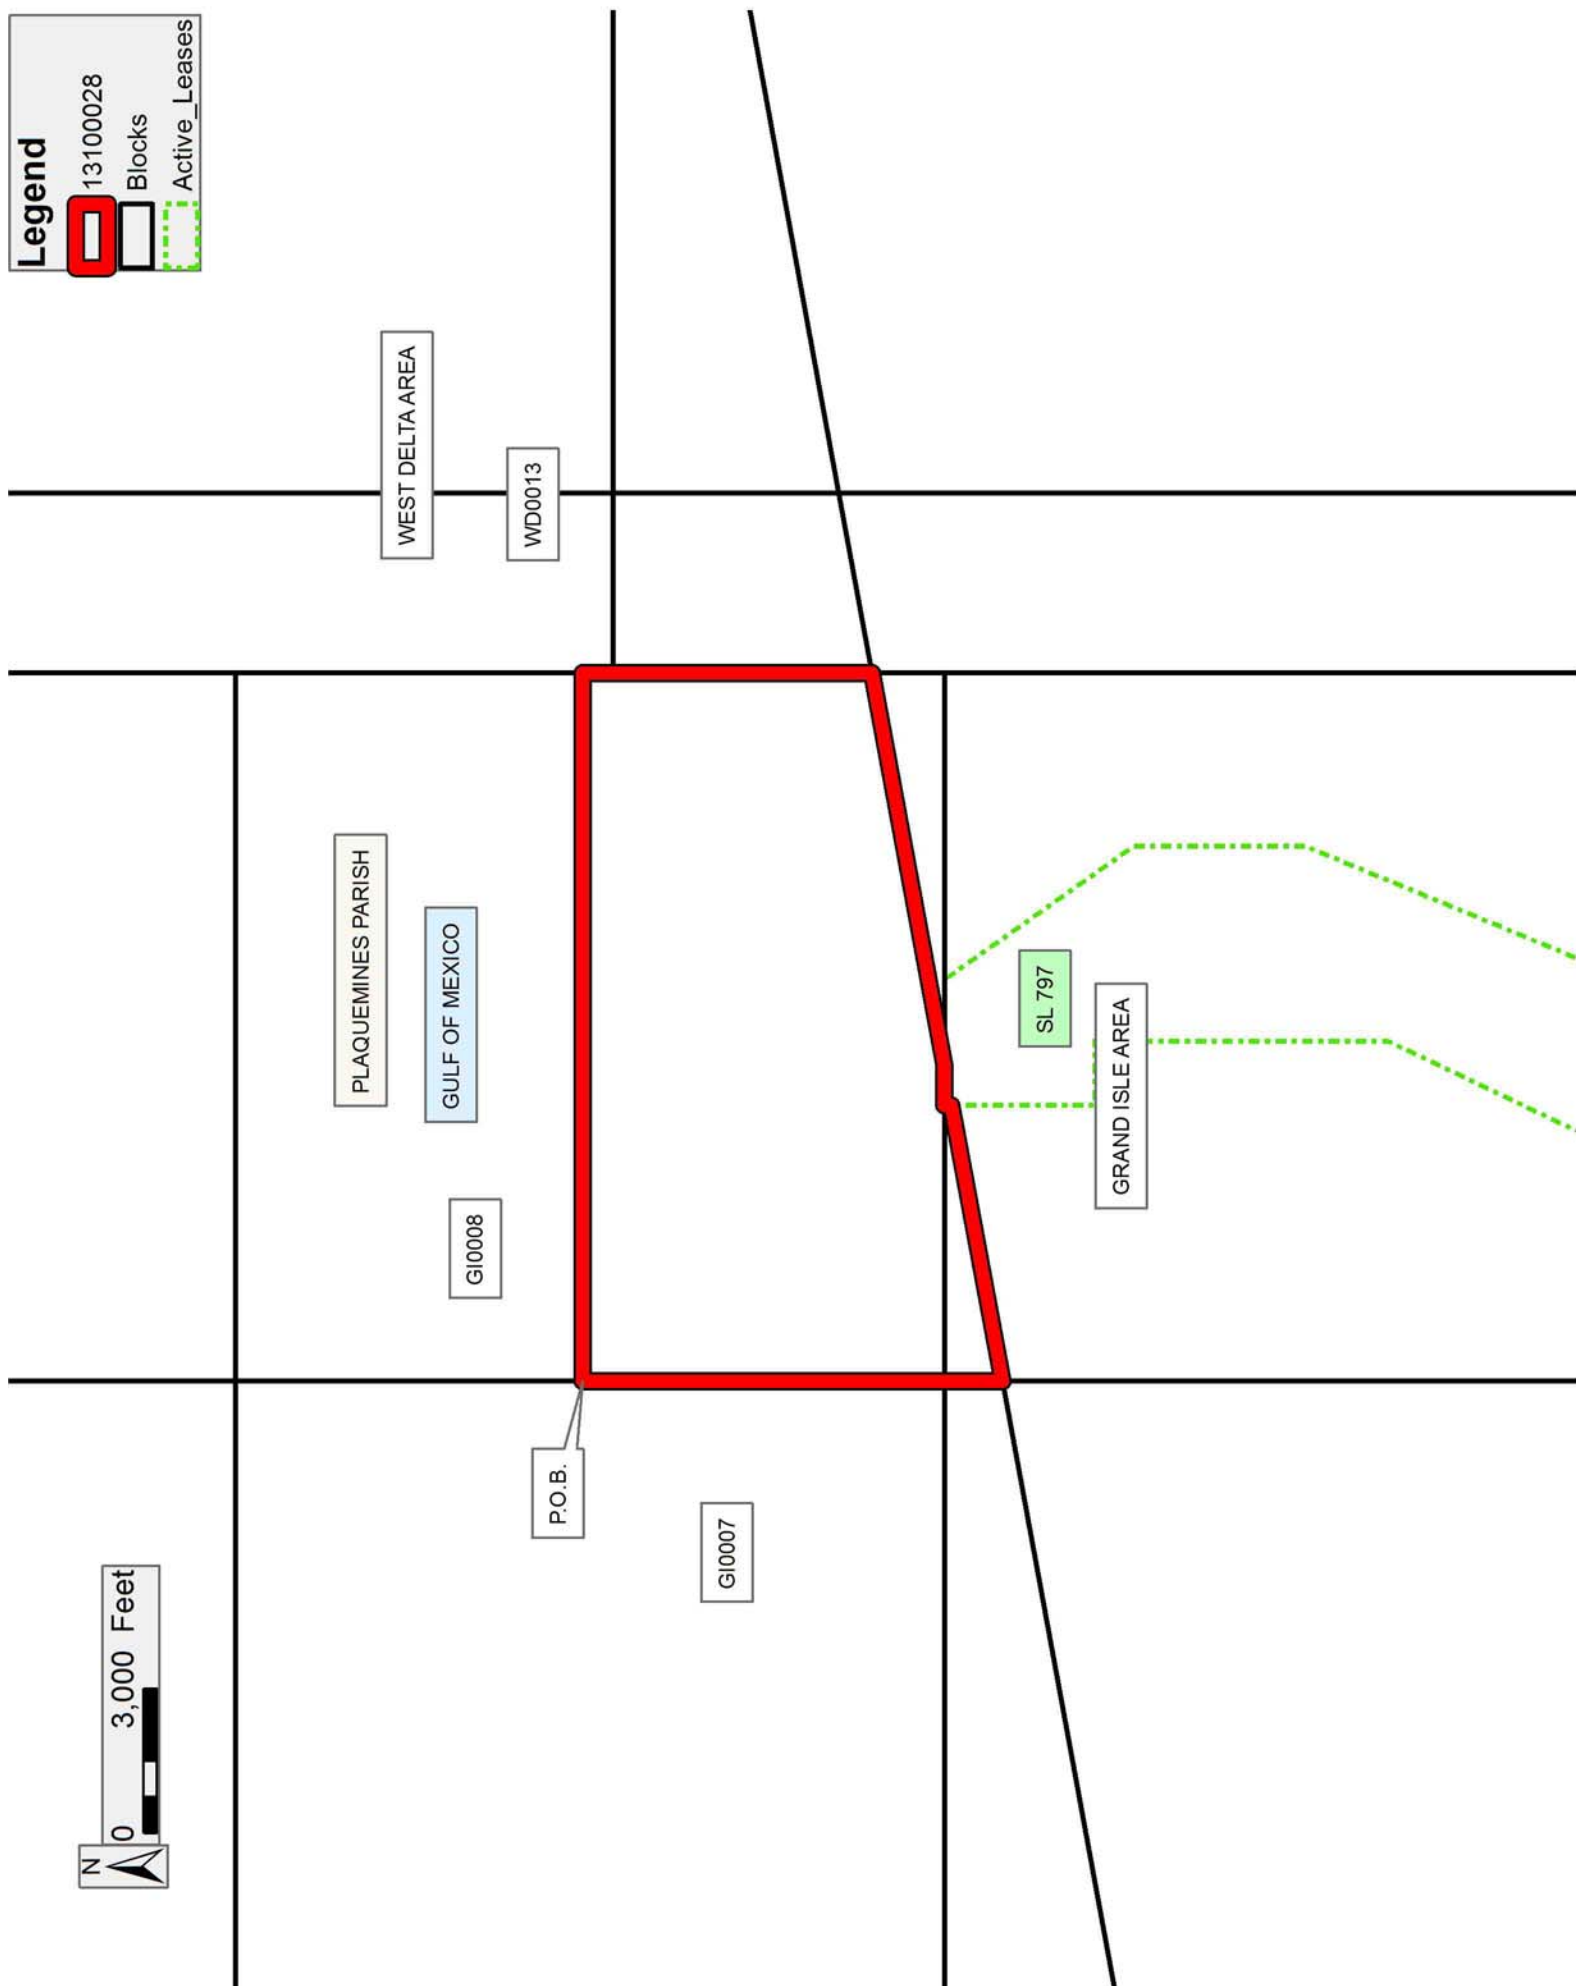 N
0 3,000 Feet
PLAQUEMINES PARISH
GULF OF MEXICO
GI0008
WEST DELTA AREA
WD0013
P.O.B.
GI0007
SL 797
GRAND ISLE AREA
Legend
13100028
Blocks
Active_Leases